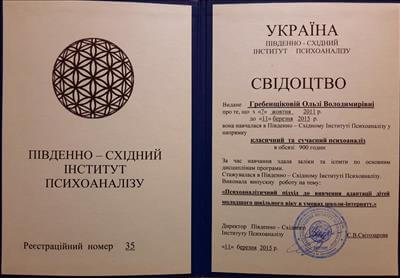 ПІВДЕННО – СХІДНИЙ
ІНСТИТУТ
ПСИХОАНАЛІЗУ
Реєстраційний номер 35
УКРАЇНА
ПІВДЕННО – СХІДНИЙ
ІНСТИТУТ ПСИХОАНАЛІЗУ
СВІДОЦТВО
Видане Гребенщіковій Ользі Володимирівні
про те, що з «7» жовтня 2011 р.
до «11» березня 2015 р.
вона навчалася в Південно – Східному Інституті Психоаналізу у
напрямку
класичний та сучасний психоаналіз
в обсязі 900 годин
За час навчання здала заліки та іспити по основним
дисциплінам програми.
Стажувалася в Південно – Східному Інституті Психоаналізу.
Виконала випускну роботу на тему:
«Психоаналітичний підхід до вивчення адаптації дітей
молодшого шкільного віку в умовах школи-інтернату.»
Директор Південно – Східного
Інституту Психоаналізу С.В.Світозарова
«11» березня 2015 р.